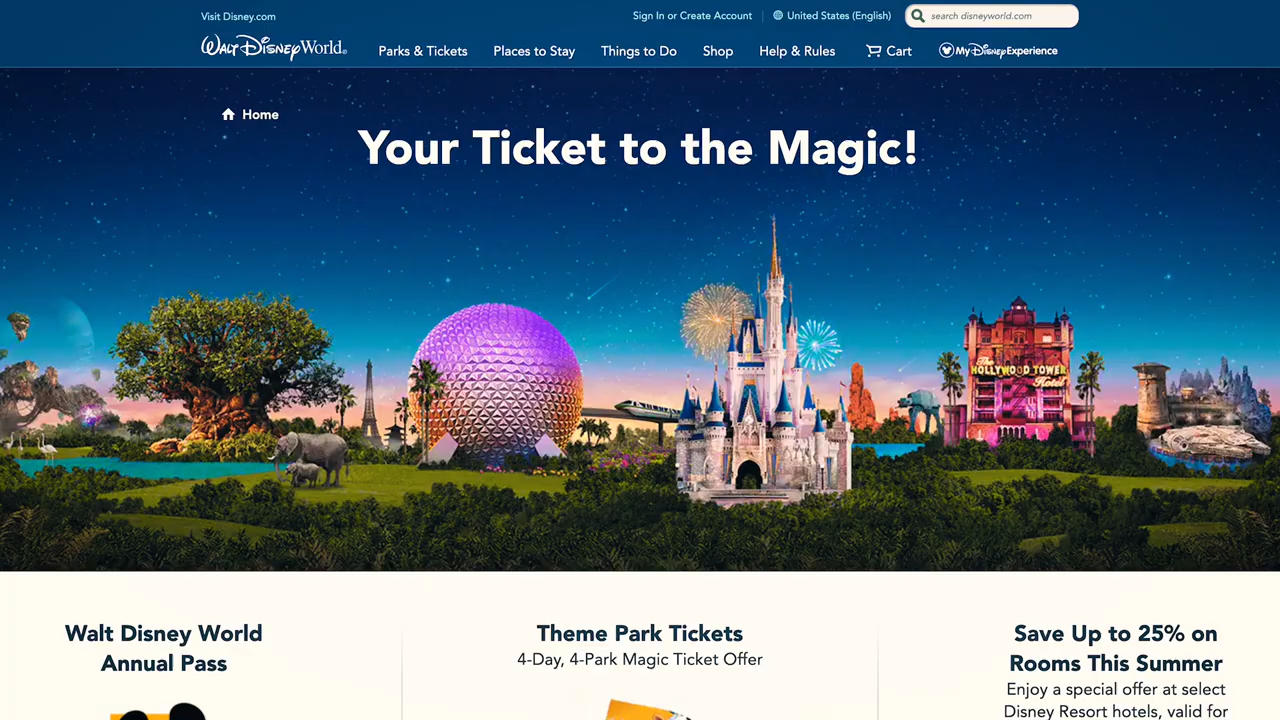 Visit Disney.com
Sign In or Create Account
United States (English)
search disneyworld.com
Walt Disney World
Parks & Tickets
Places to Stay
Things to Do
Shop
Help & Rules
Cart
My Disney Experience
Home
Your Ticket to the Magic!
The
HOLLYWOOD TOWER
Hotel
Walt Disney World
Annual Pass
Theme Park Tickets
4-Day, 4-Park Magic Ticket Offer
Save Up to 25% on
Rooms This Summer
Enjoy a special offer at select
Disney Resort hotels, valid for